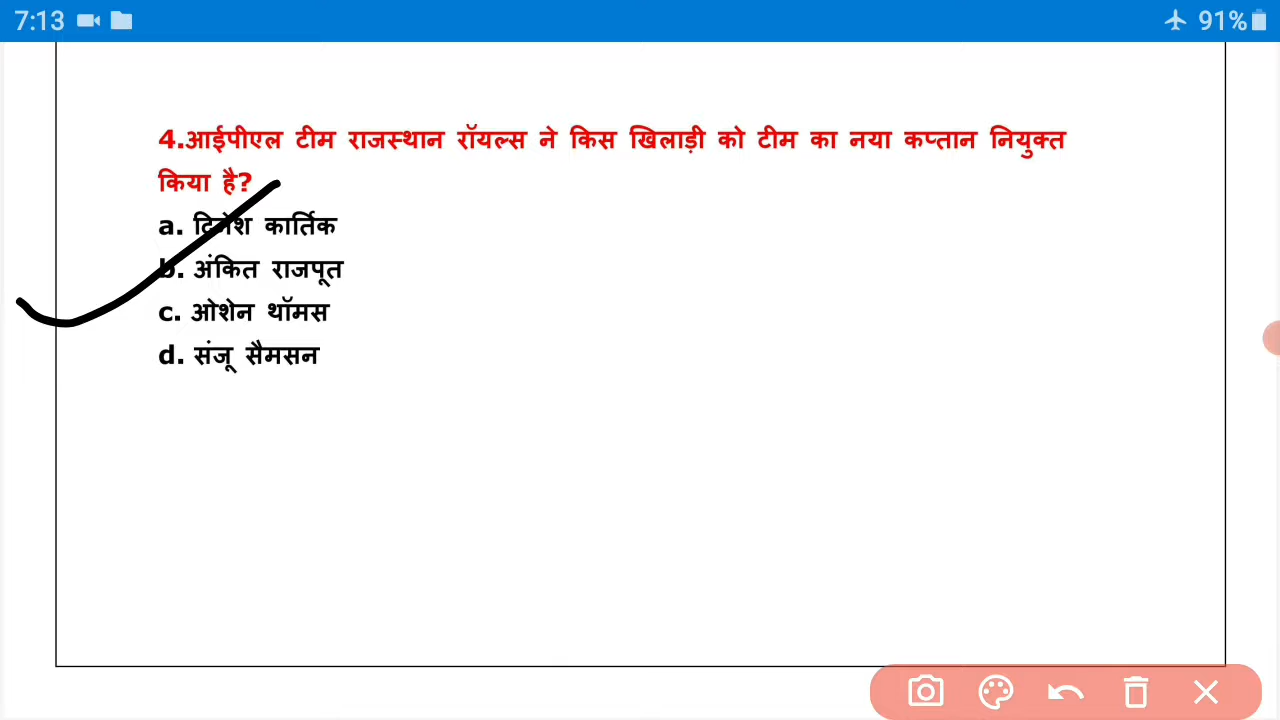 7:13
91%
4.आईपीएल टीम राजस्थान रॉयल्स ने किस खिलाड़ी को टीम का नया कप्तान नियुक्त
किया है?
a. दिनेश कार्तिक
b. अंकित राजपूत
c. ओशेन थॉमस
d. संजू सैमसन